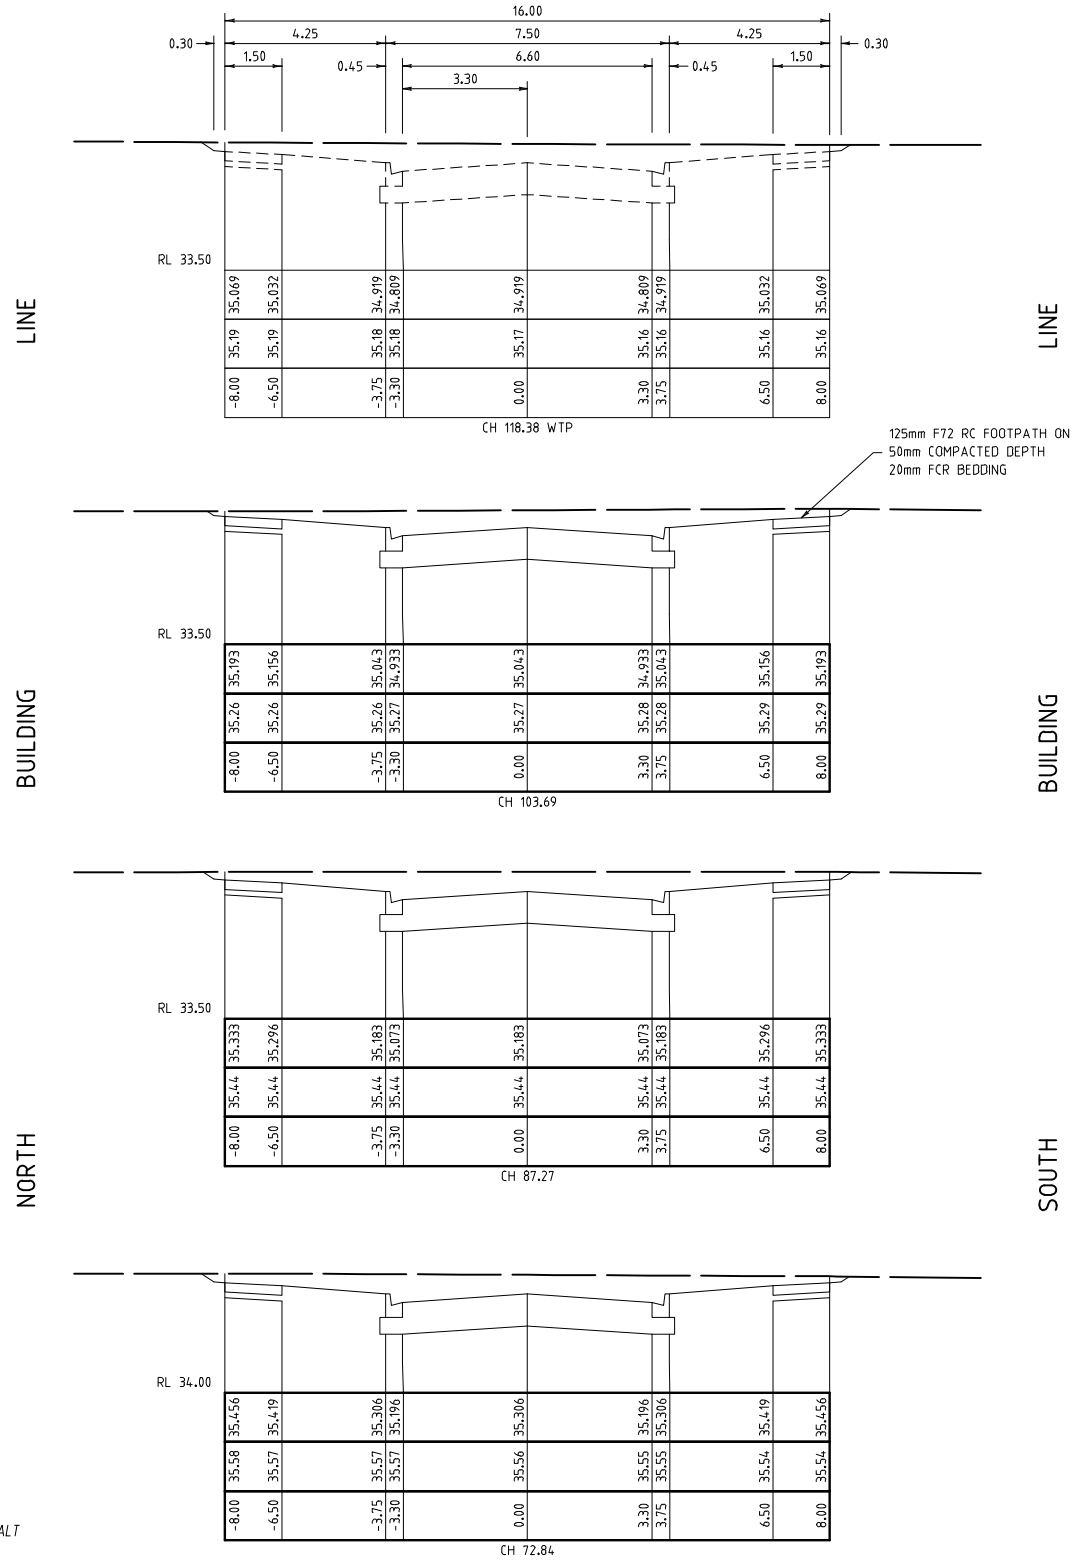 16.00
4.25 7.50 4.25
0.30 0.30
1.50 0.45 6.60 0.45 1.50
3.30
RL 33.50
35.069 35.032 34.919 34.809 34.919 34.809 34.919 35.032 35.069
35.19 35.19 35.18 35.18 35.17 35.16 35.16 35.16 35.16
-8.00 -6.50 -3.75 -3.30 0.00 3.30 3.75 6.50 8.00
CH 118.38 WTP
LINE
LINE
125mm F72 RC FOOTPATH ON
50mm COMPACTED DEPTH
20mm FCR BEDDING
RL 33.50
35.193 35.156 35.043 34.933 35.043 34.933 35.043 35.156 35.193
35.26 35.26 35.26 35.27 35.27 35.28 35.28 35.29 35.29
-8.00 -6.50 -3.75 -3.30 0.00 3.30 3.75 6.50 8.00
CH 103.69
BUILDING
BUILDING
RL 33.50
35.333 35.296 35.183 35.073 35.183 35.073 35.183 35.296 35.333
35.44 35.44 35.44 35.44 35.44 35.44 35.44 35.44 35.44
-8.00 -6.50 -3.75 -3.30 0.00 3.30 3.75 6.50 8.00
CH 87.27
NORTH
SOUTH
RL 34.00
35.456 35.419 35.306 35.196 35.306 35.196 35.306 35.419 35.456
35.58 35.57 35.57 35.57 35.56 35.55 35.55 35.54 35.54
-8.00 -6.50 -3.75 -3.30 0.00 3.30 3.75 6.50 8.00
CH 72.84
ALT